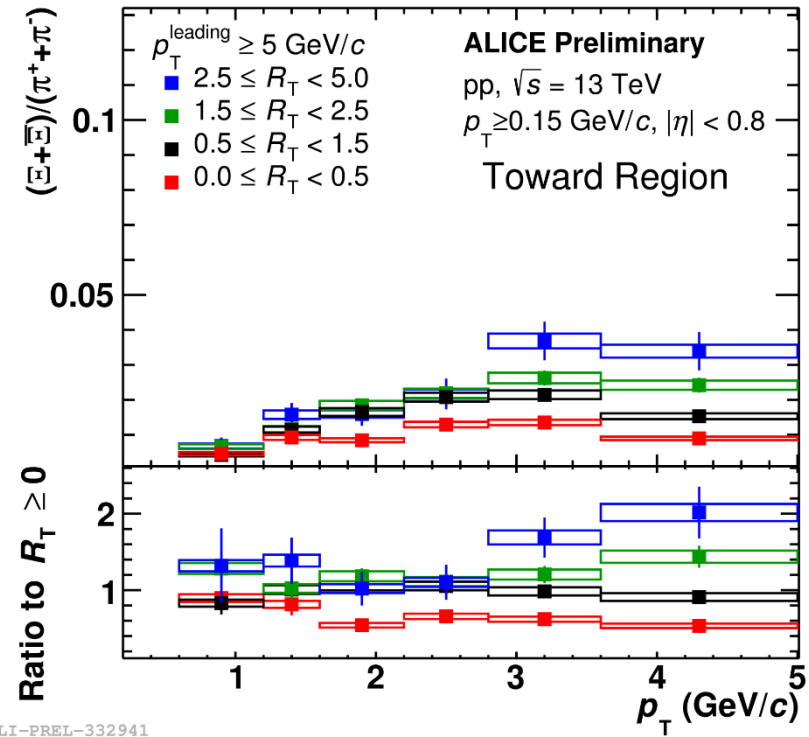 (Ξ+Ξ̅)/(π⁺+π⁻)
p_T^leading ≥ 5 GeV/c
2.5 ≤ R_T < 5.0
1.5 ≤ R_T < 2.5
0.5 ≤ R_T < 1.5
0.0 ≤ R_T < 0.5
ALICE Preliminary
pp, √s = 13 TeV
p_T≥0.15 GeV/c, |η| < 0.8
Toward Region
0.1
0.05
Ratio to R_T ≥ 0
2
1
1 2 3 4 5
p_T (GeV/c)
LI-PREL-332941